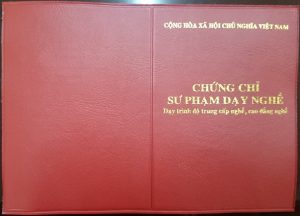 CỘNG HÒA XÃ HỘI CHỦ NGHĨA VIỆT NAM
CHỨNG CHỈ
SƯ PHẠM DẠY NGHỀ
Dạy trình độ trung cấp nghề, cao đẳng nghề